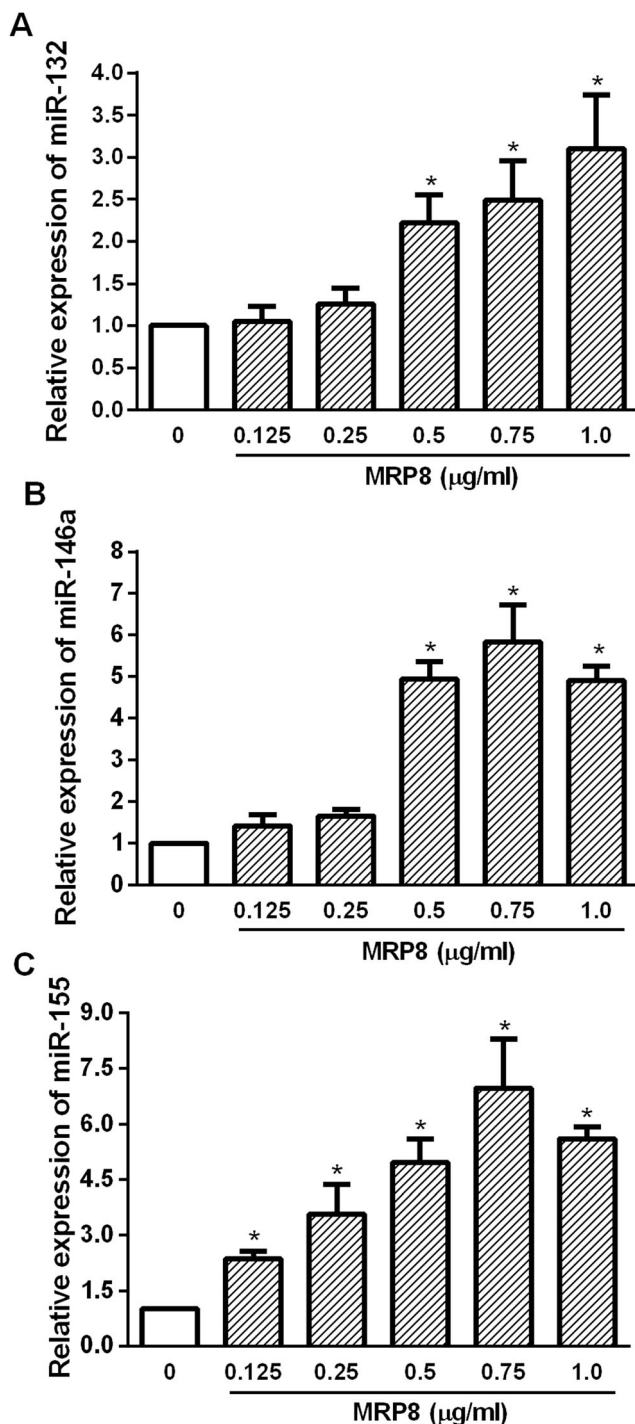 A
Relative expression of miR-132
4.0
3.5
3.0
2.5
2.0
1.5
1.0
0.5
0.0
* * *
0 0.125 0.25 0.5 0.75 1.0
MRP8 (μg/ml)
B
Relative expression of miR-146a
8
7
6
5
4
3
2
1
0
* * *
0 0.125 0.25 0.5 0.75 1.0
MRP8 (μg/ml)
C
Relative expression of miR-155
9.0
7.5
6.0
4.5
3.0
1.5
0.0
* * * * *
0 0.125 0.25 0.5 0.75 1.0
MRP8 (μg/ml)